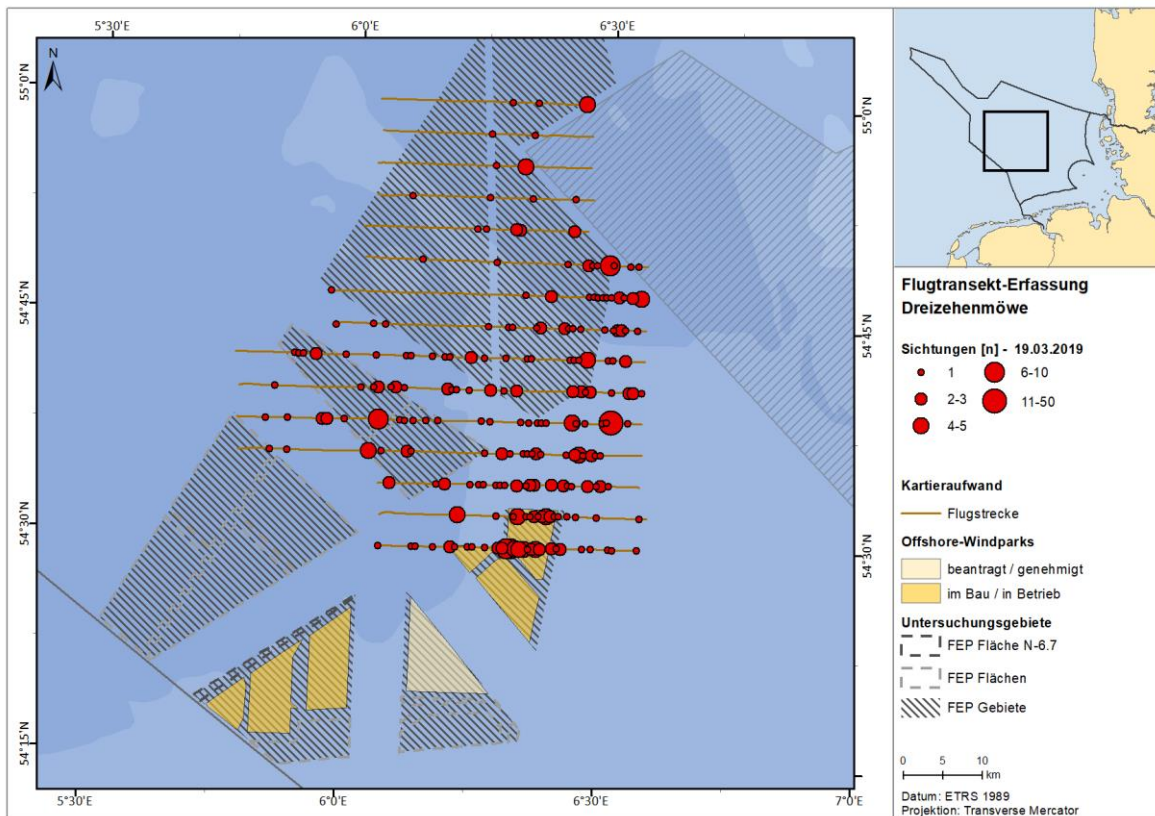 5°30'E
6°0'E
6°30'E
N
55°0'N
54°45'N
54°30'N
54°15'N
55°0'N
54°45'N
54°30'N
5°30'E
6°0'E
6°30'E
7°0'E
Flugtransekt-Erfassung
Dreizehenmöwe
Sichtungen [n] - 19.03.2019
1
6-10
2-3
11-50
4-5
Kartieraufwand
Flugstrecke
Offshore-Windparks
beantragt / genehmigt
im Bau / in Betrieb
Untersuchungsgebiete
FEP Fläche N-6.7
FEP Flächen
FEP Gebiete
0 5 10
km
Datum: ETRS 1989
Projektion: Transverse Mercator